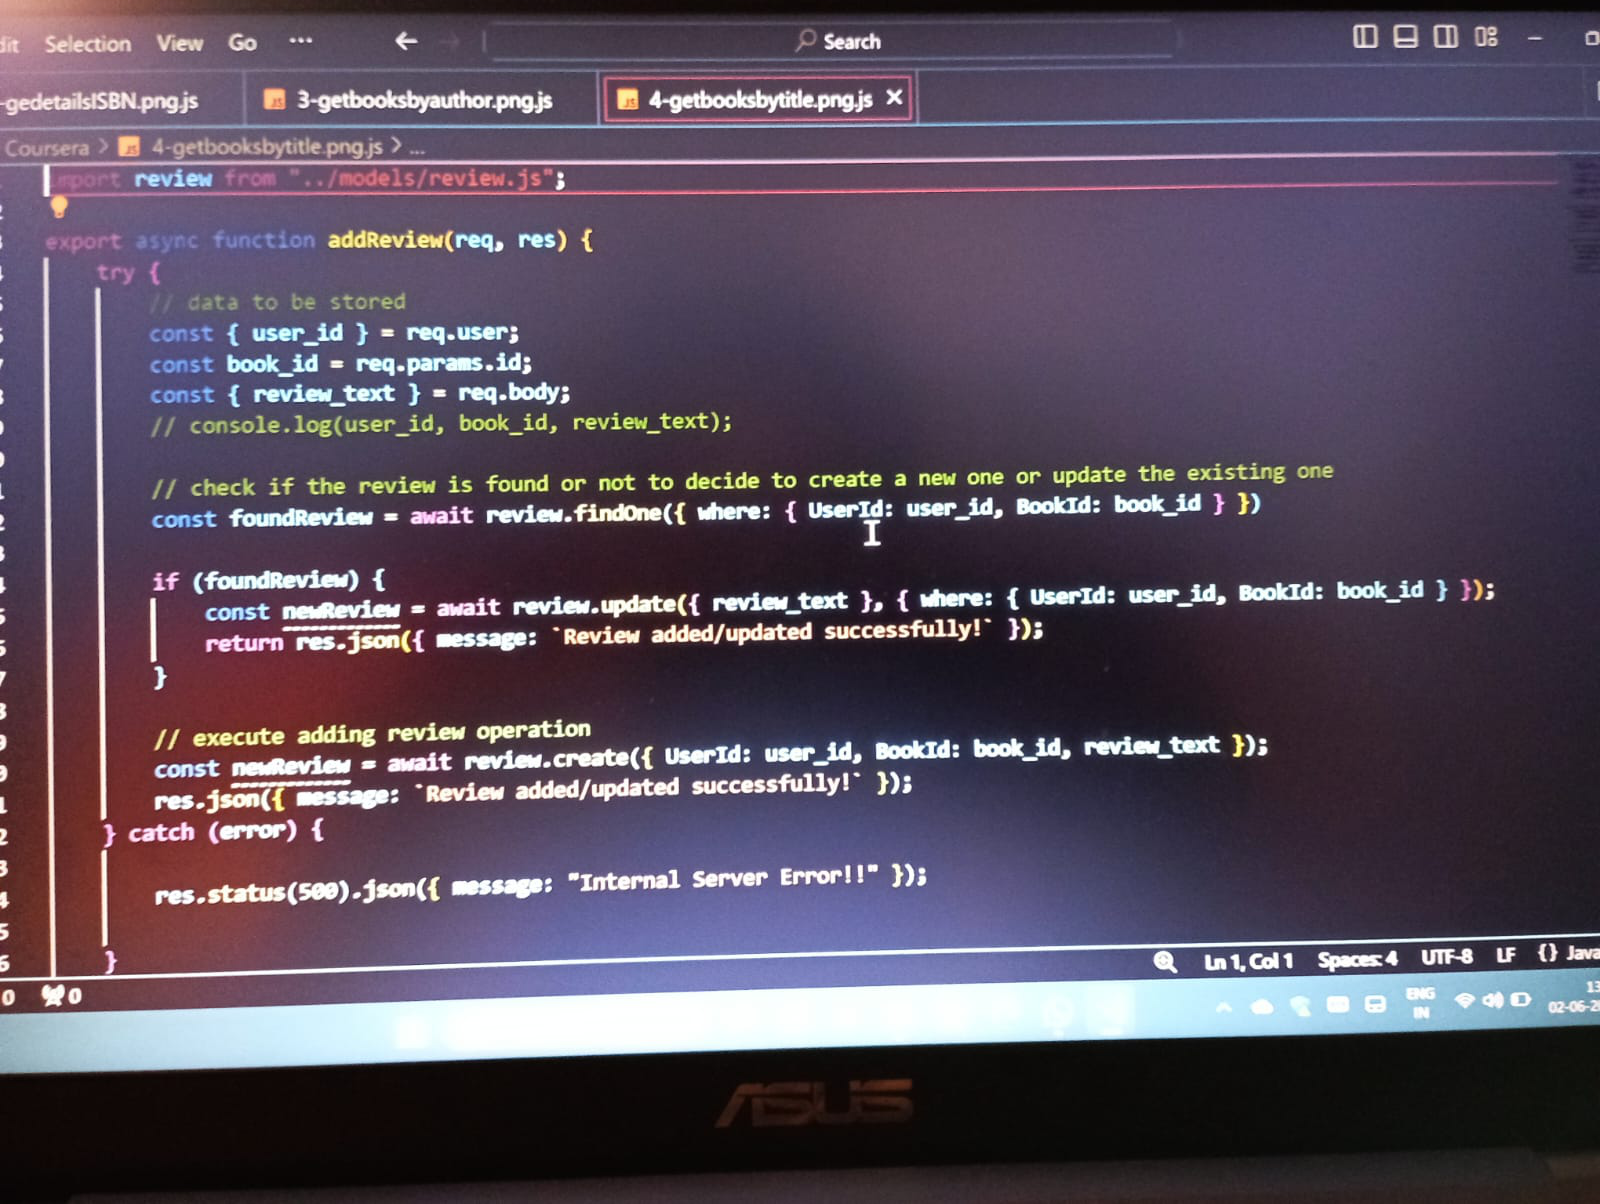 Selection View Go ··· ← Search
-gedetailsISBN.png.js JS 3-getbooksbyauthor.png.js JS 4-getbooksbytitle.png.js ×
Coursera > JS 4-getbooksbytitle.png.js > ...
import review from "../models/review.js";
export async function addReview(req, res) {
try {
// data to be stored
const { user_id } = req.user;
const book_id = req.params.id;
const { review_text } = req.body;
// console.log(user_id, book_id, review_text);
// check if the review is found or not to decide to create a new one or update the existing one
const foundReview = await review.findOne({ where: { UserId: user_id, BookId: book_id } })
if (foundReview) {
const newReview = await review.update({ review_text }, { where: { UserId: user_id, BookId: book_id } });
return res.json({ message: `Review added/updated successfully!` });
}
// execute adding review operation
const newReview = await review.create({ UserId: user_id, BookId: book_id, review_text });
res.json({ message: `Review added/updated successfully!` });
} catch (error) {
res.status(500).json({ message: "Internal Server Error!!" });
}
0 0 Ln 1, Col 1 Spaces: 4 UTF-8 LF {} Java
ENG
IN
02-06-2
ASUS